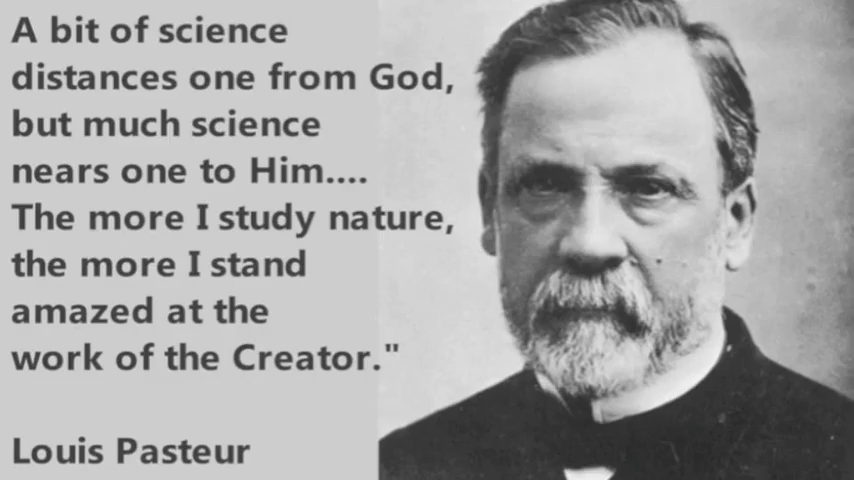 A bit of science
distances one from God,
but much science
nears one to Him....
The more I study nature,
the more I stand
amazed at the
work of the Creator."
Louis Pasteur